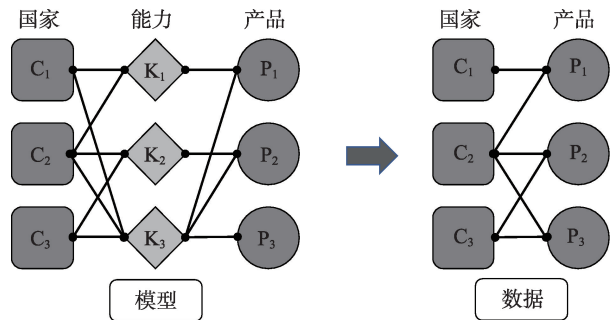 国家 能力 产品 国家 产品
C1 K1 P1 C1 P1
C2 K2 P2 C2 P2
C3 K3 P3 C3 P3
模型 数据